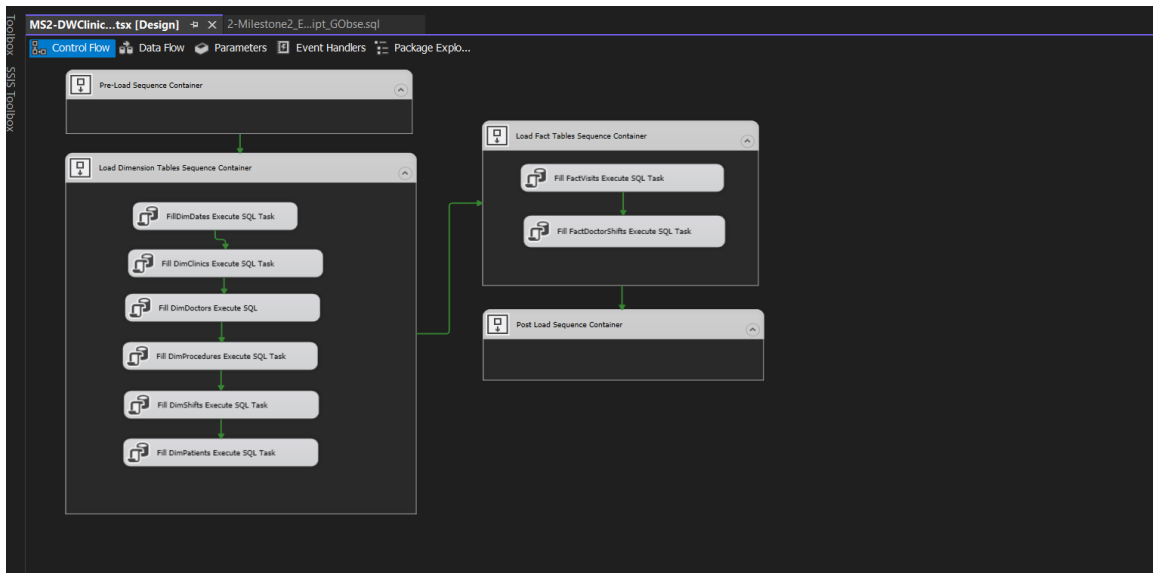 Toolbox
SSIS Toolbox
MS2-DWClinic...tsx [Design]
2-Milestone2_E...ipt_GObse.sql
Control Flow
Data Flow
Parameters
Event Handlers
Package Explo...
Pre-Load Sequence Container
Load Dimension Tables Sequence Container
FillDimDates Execute SQL Task
Fill DimClinics Execute SQL Task
Fill DimDoctors Execute SQL
Fill DimProcedures Execute SQL Task
Fill DimShifts Execute SQL Task
Fill DimPatients Execute SQL Task
Load Fact Tables Sequence Container
Fill FactVisits Execute SQL Task
Fill FactDoctorShifts Execute SQL Task
Post Load Sequence Container